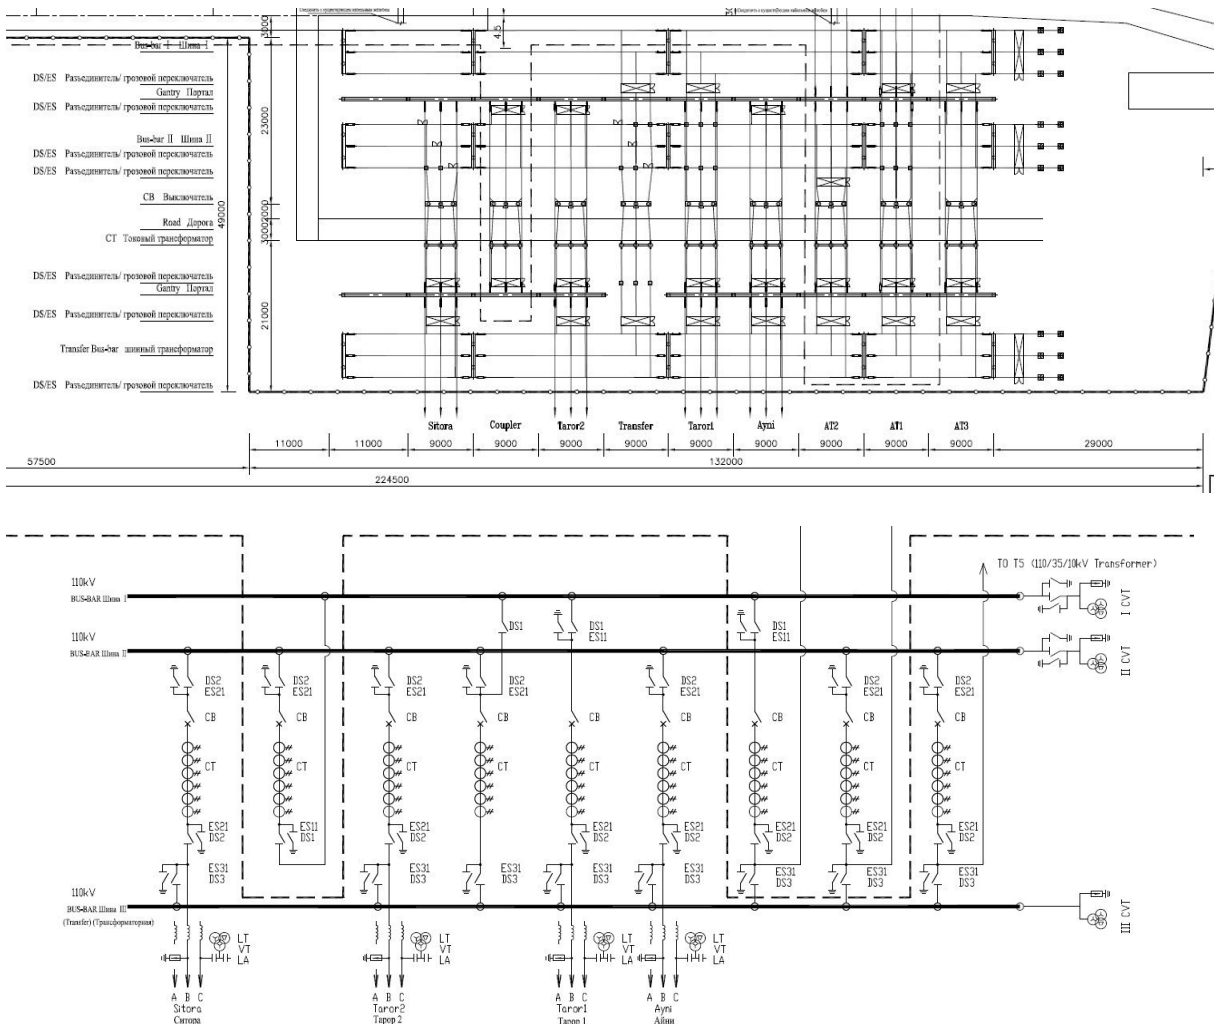 3000
4.5
Bus-bar I Шина I
DS/ES Разъединитель/ грозовой переключатель
Gantry Портал
DS/ES Разъединитель/ грозовой переключатель
23000
Bus-bar II Шина II
DS/ES Разъединитель/ грозовой переключатель
DS/ES Разъединитель/ грозовой переключатель
CB Выключатель
49000
2000
Road Дорога
3000
CT Токовый трансформатор
DS/ES Разъединитель/ грозовой переключатель
Gantry Портал
21000
DS/ES Разъединитель/ грозовой переключатель
Transfer Bus-bar шинный трансформатор
DS/ES Разъединитель/ грозовой переключатель
Sitora Coupler Taror2 Transfer Taror1 Ayni AT2 AT1 AT3
11000 11000 9000 9000 9000 9000 9000 9000 9000 9000 9000 29000
57500 132000
224500
TO T5 (110/35/10kV Transformer)
110kV
BUS-BAR Шина I
I CVT
DS1 DS1 DS1
ES11 ES11
110kV
BUS-BAR Шина II
II CVT
DS2 DS2 DS2 DS2 DS2 DS2 DS2
ES21 ES21 ES21 ES21 ES21 ES21 ES21
CB CB CB CB CB CB CB CB CB
CT CT CT CT CT CT CT CT CT
ES21 ES11 ES21 ES21 ES21 ES21 ES21 ES21
DS2 DS1 DS2 DS2 DS2 DS2 DS2 DS2
ES31 ES31 ES31 ES31 ES31 ES31 ES31 ES31
DS3 DS3 DS3 DS3 DS3 DS3 DS3 DS3
110kV
BUS-BAR Шина III
(Transfer) (Трансформаторная)
III CVT
LT LT LT LT
VT VT VT VT
LA LA LA LA
A B C A B C A B C A B C
Sitora Taror2 Taror1 Ayni
Ситора Тарор 2 Тарор 1 Айни